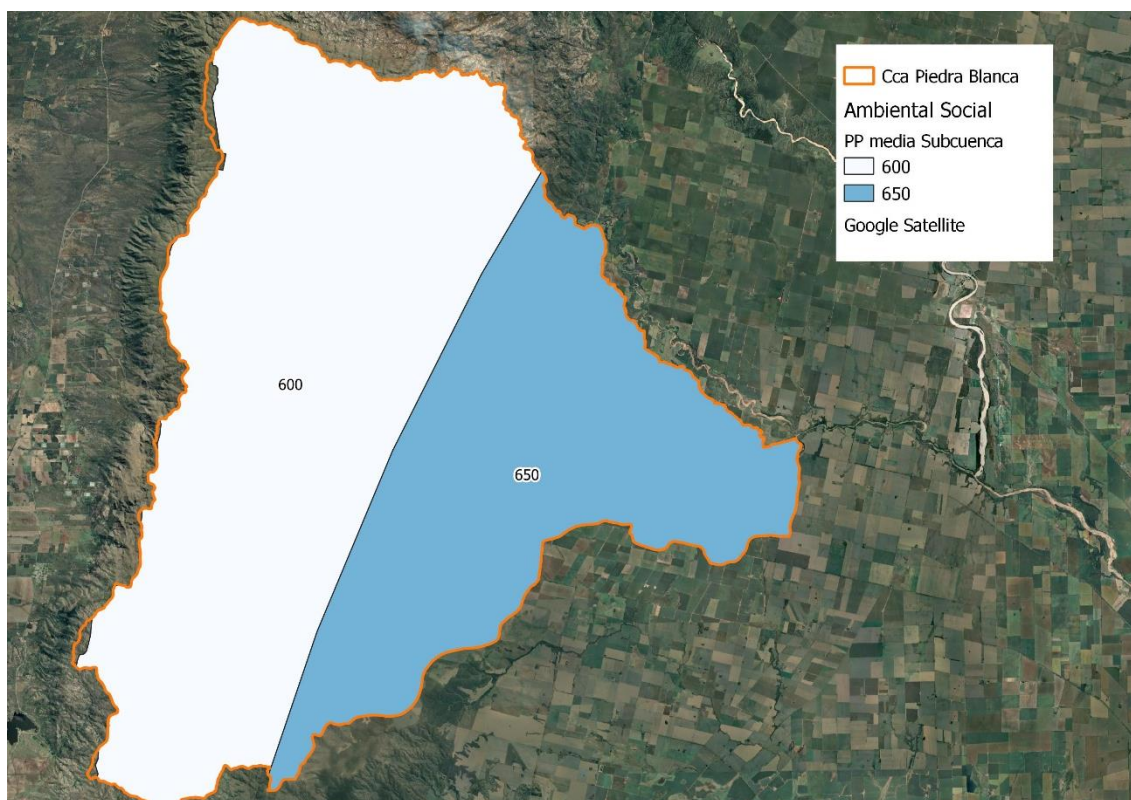 Cca Piedra Blanca
Ambiental Social
PP media Subcuenca
600
650
Google Satellite
600
650